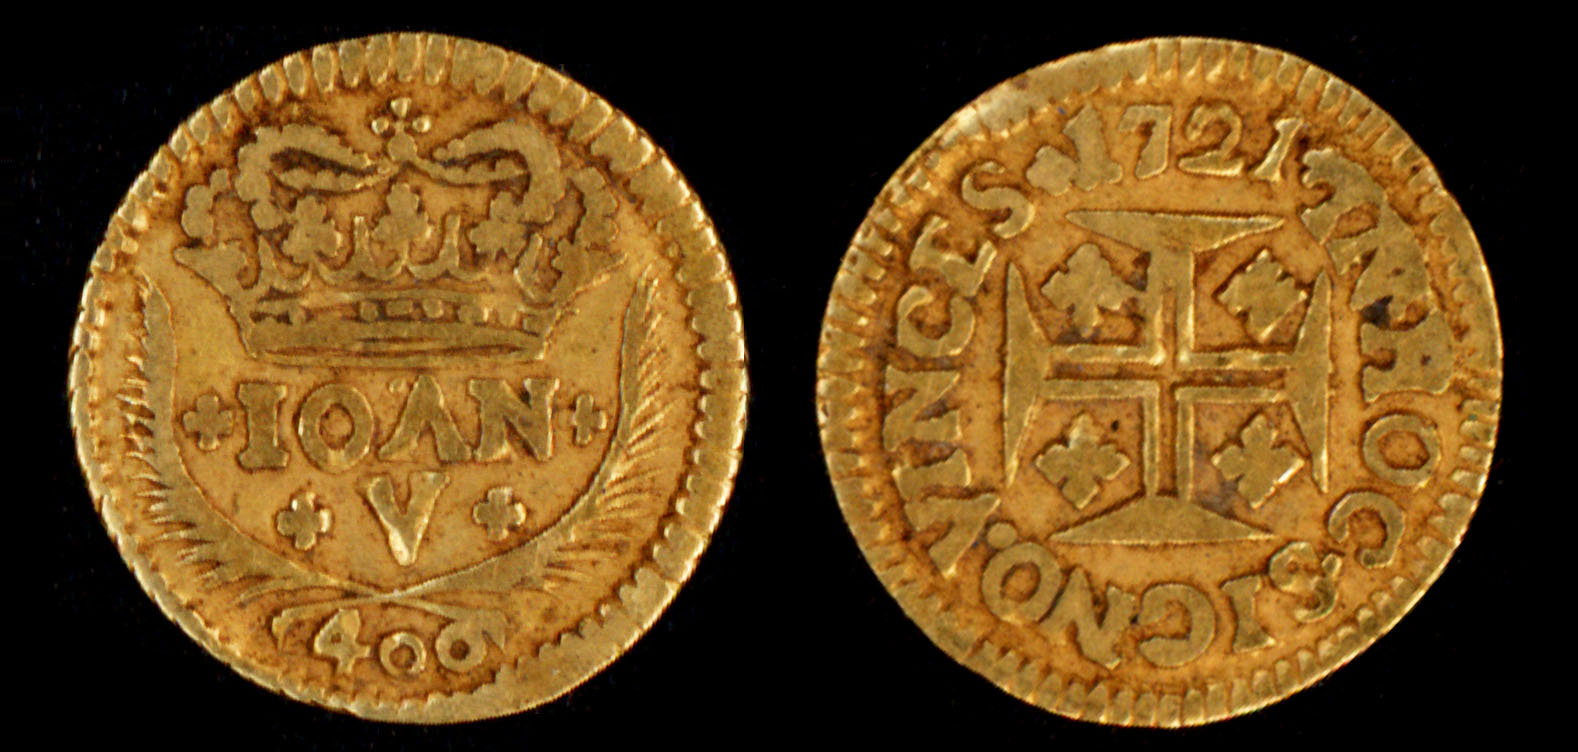 IOAN
V
400
1721 IN HOC SIGNO VINCES